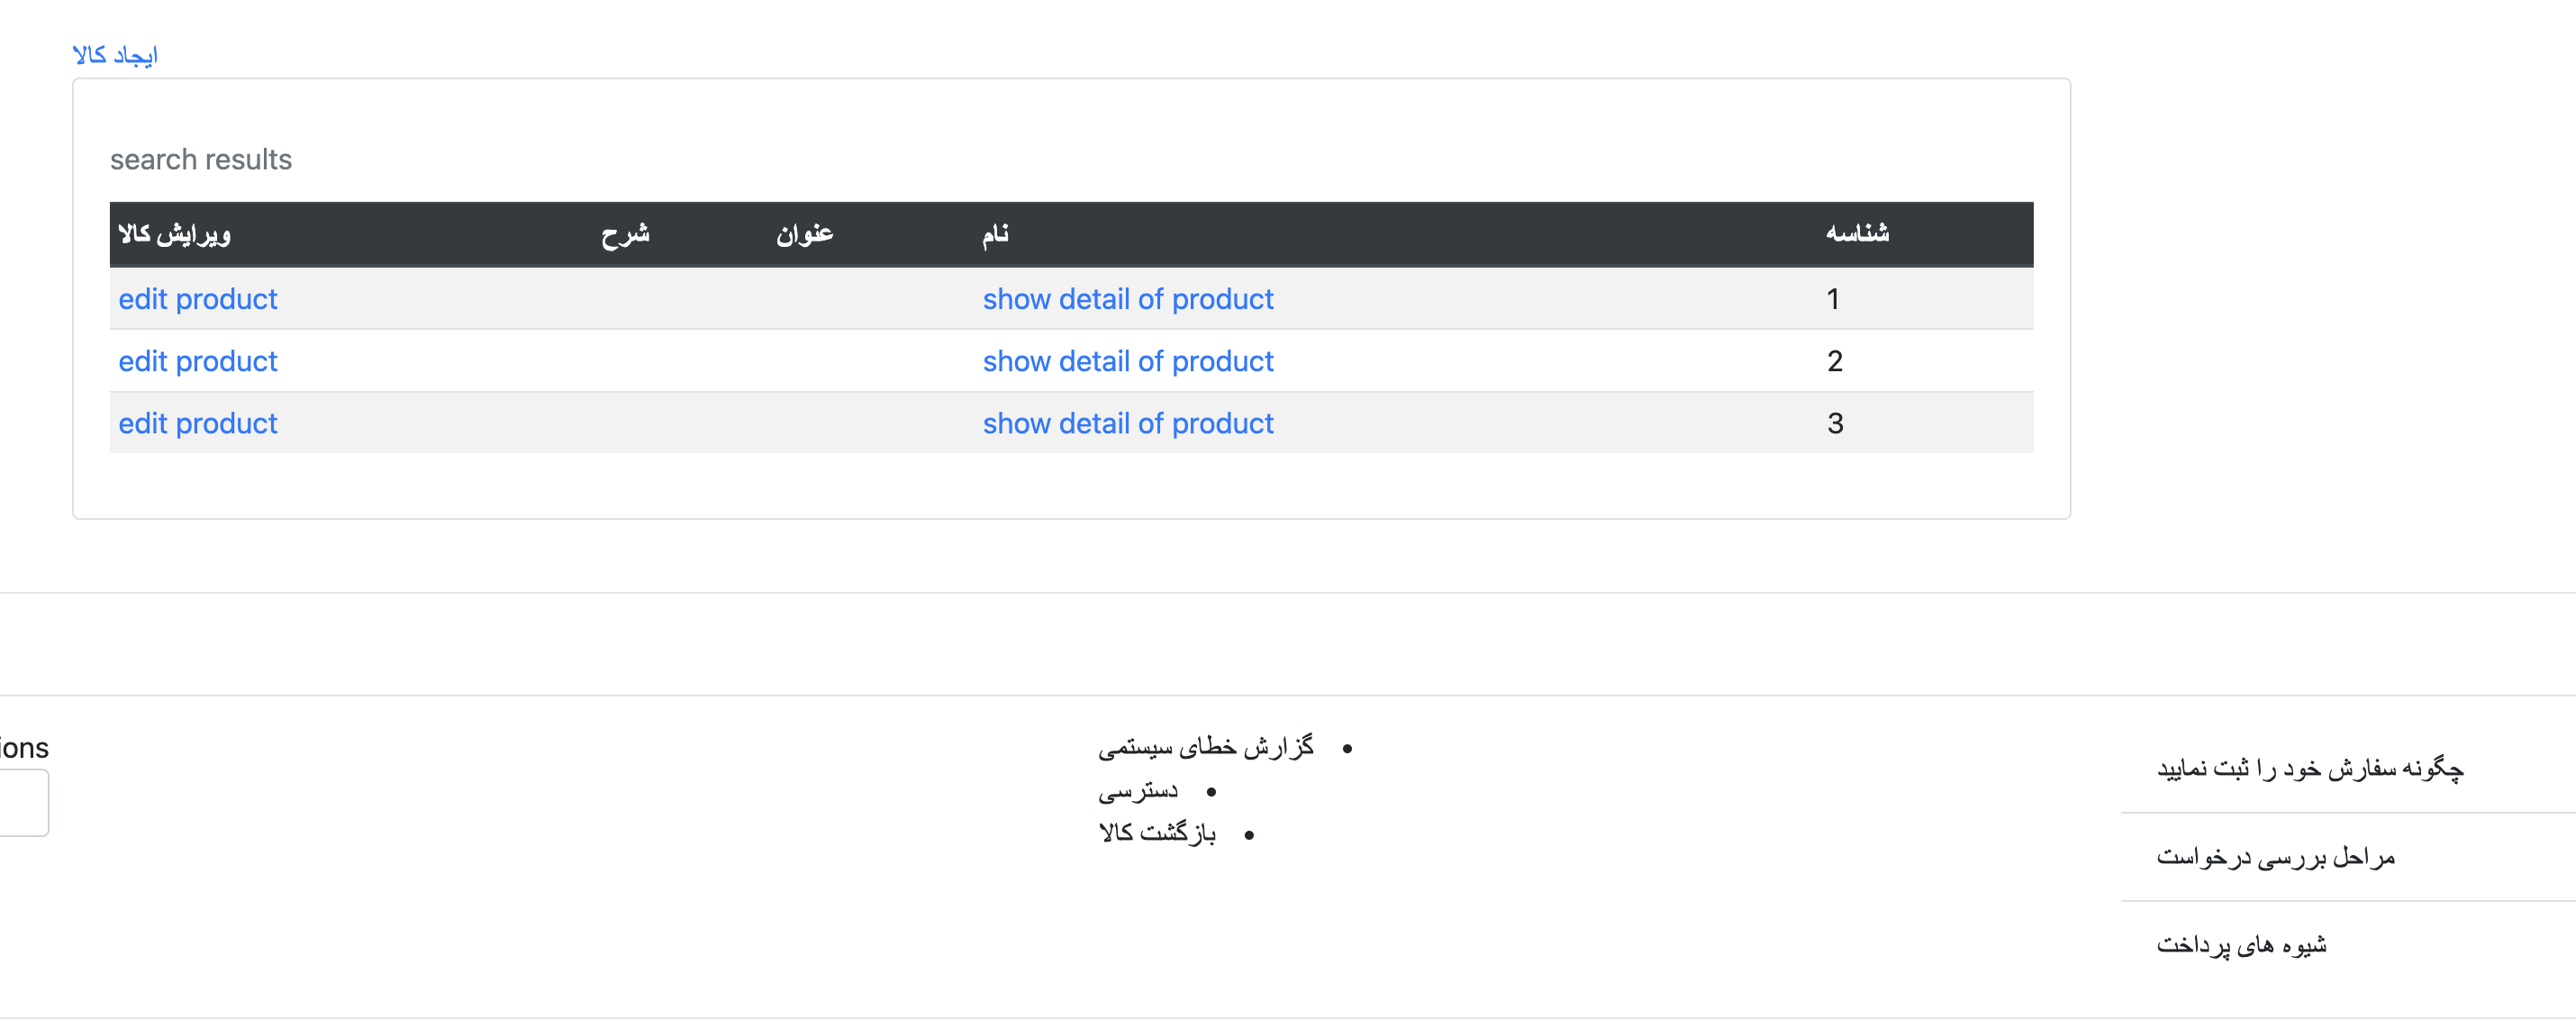 ایجاد کالا
search results
شناسه نام عنوان شرح ویرایش کالا
1 show detail of product edit product
2 show detail of product edit product
3 show detail of product edit product
چگونه سفارش خود را ثبت نمایید
مراحل بررسی درخواست
شیوه های پرداخت
• گزارش خطای سیستمی
• دسترسی
• بازگشت کالا
ions